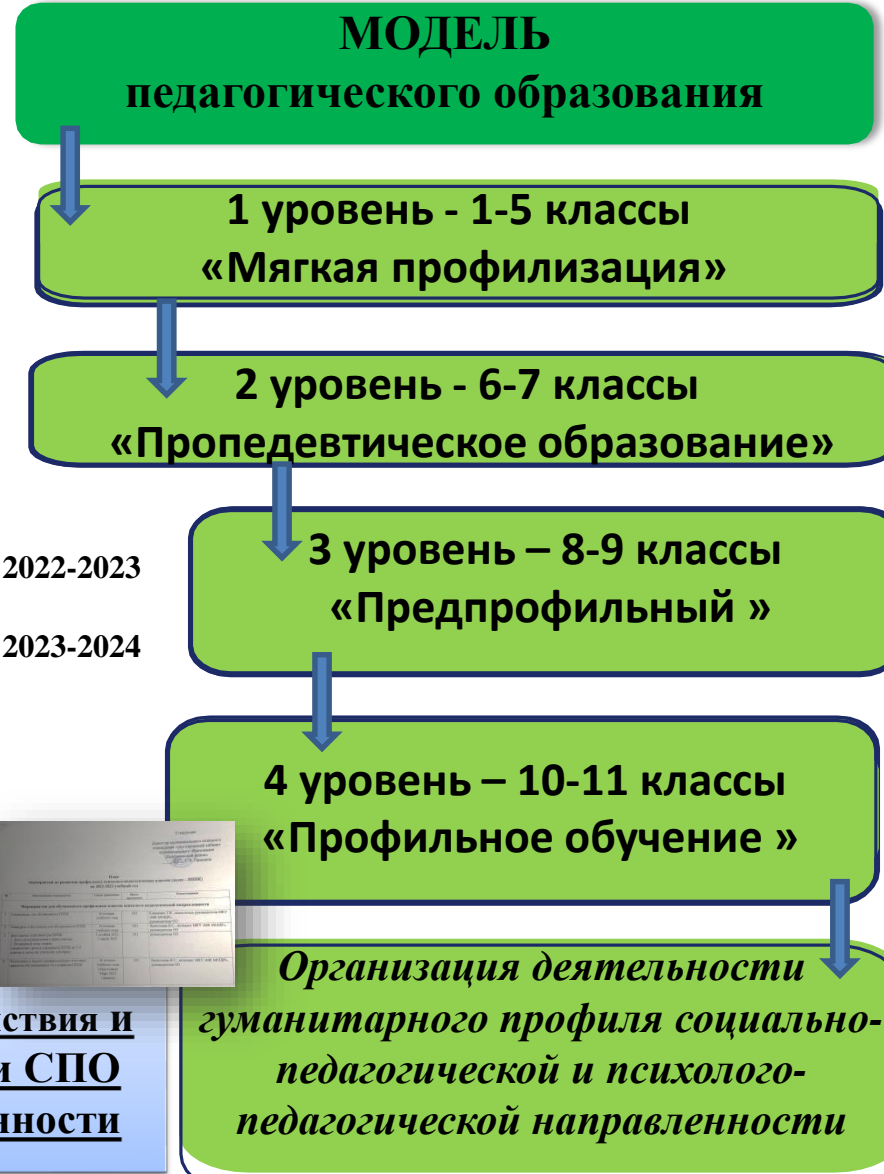 МОДЕЛЬ
педагогического образования
1 уровень - 1-5 классы
«Мягкая профилизация»
2 уровень - 6-7 классы
«Пропедевтическое образование»
2022-2023
2023-2024
3 уровень – 8-9 классы
«Предпрофильный »
4 уровень – 10-11 классы
«Профильное обучение »
ствия и
и СПО
нности
Организация деятельности
гуманитарного профиля социально-
педагогической и психолого-
педагогической направленности